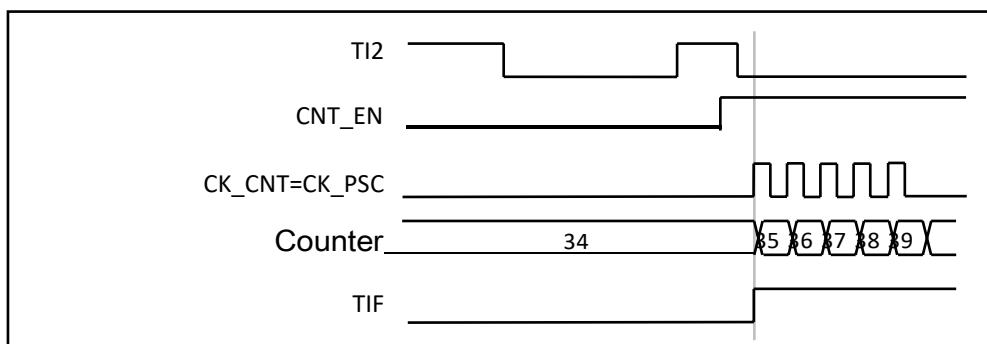 TI2
CNT_EN
CK_CNT=CK_PSC
Counter 34 35 36 37 38 39
TIF